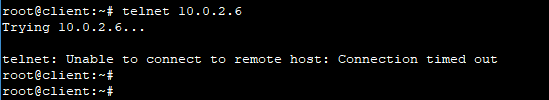 root@client:~# telnet 10.0.2.6
Trying 10.0.2.6...
telnet: Unable to connect to remote host: Connection timed out
root@client:~#
root@client:~#